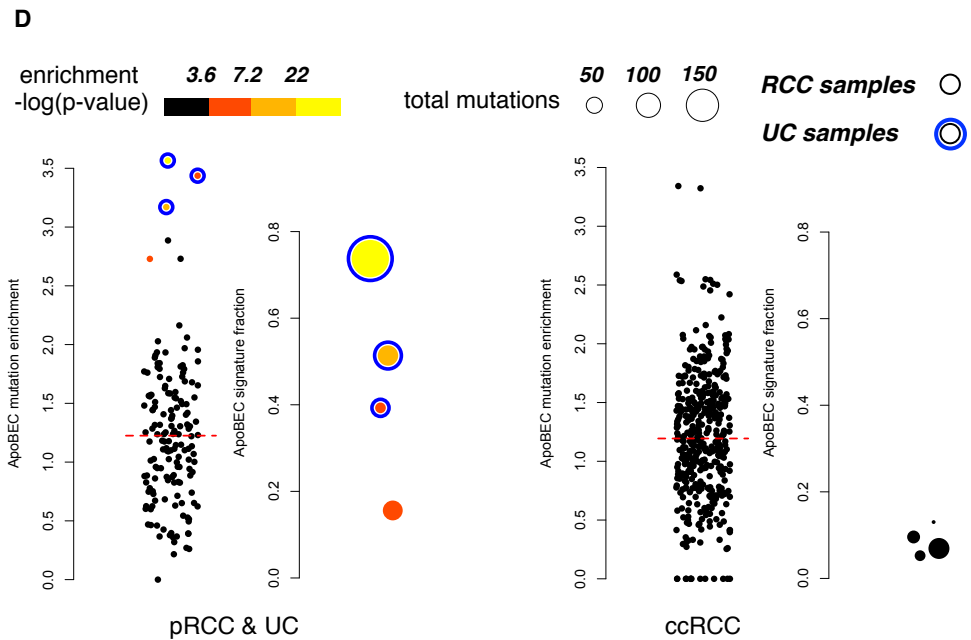 D
enrichment
-log(p-value)
3.6 7.2 22
total mutations
50 100 150
RCC samples
UC samples
ApoBEC mutation enrichment
0.0 0.5 1.0 1.5 2.0 2.5 3.0 3.5
ApoBEC signature fraction
0.0 0.2 0.4 0.6 0.8
pRCC & UC
ApoBEC mutation enrichment
0.0 0.5 1.0 1.5 2.0 2.5 3.0 3.5
ApoBEC signature fraction
0.0 0.2 0.4 0.6 0.8
ccRCC